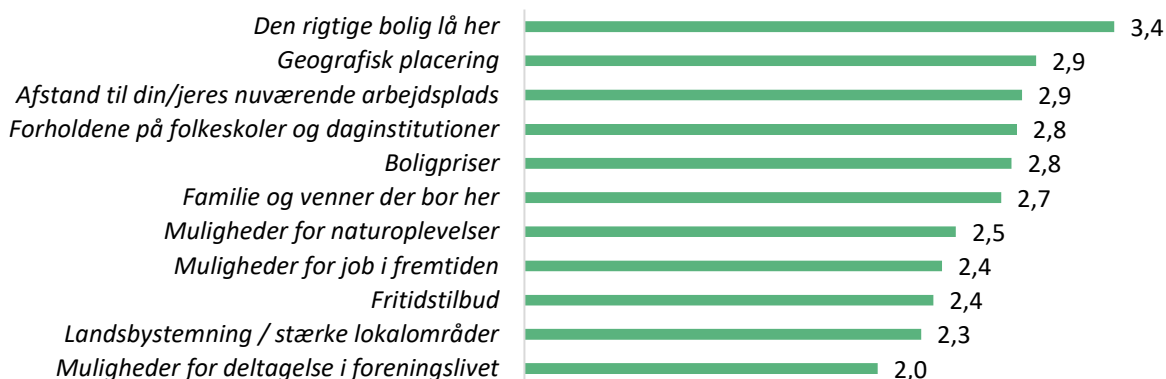 Den rigtige bolig lå her 3,4
Geografisk placering 2,9
Afstand til din/jeres nuværende arbejdsplads 2,9
Forholdene på folkeskoler og daginstitutioner 2,8
Boligpriser 2,8
Familie og venner der bor her 2,7
Muligheder for naturoplevelser 2,5
Muligheder for job i fremtiden 2,4
Fritidstilbud 2,4
Landsbystemning / stærke lokalområder 2,3
Muligheder for deltagelse i foreningslivet 2,0